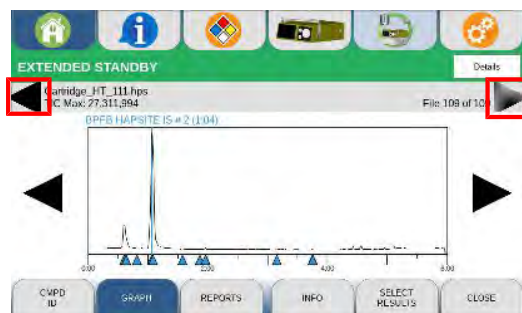 EXTENDED STANDBY
Details
Cartridge_HT_111.hps
TIC Max: 27,311,994
File 109 of 109
BPFB HAPSITE IS # 2 (1:04)
0:00 2:00 4:00 6:00
CMPD ID
GRAPH
REPORTS
INFO
SELECT RESULTS
CLOSE